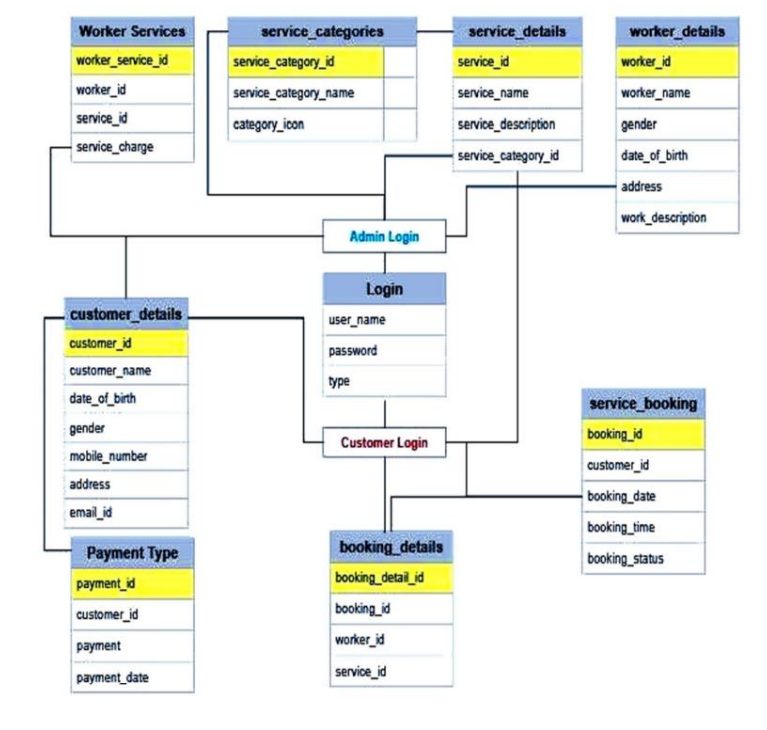 Worker Services
worker_service_id
worker_id
service_id
service_charge
service_categories
service_category_id
service_category_name
category_icon
service_details
service_id
service_name
service_description
service_category_id
worker_details
worker_id
worker_name
gender
date_of_birth
address
work_description
Admin Login
Login
user_name
password
type
Customer Login
customer_details
customer_id
customer_name
date_of_birth
gender
mobile_number
address
email_id
service_booking
booking_id
customer_id
booking_date
booking_time
booking_status
Payment Type
payment_id
customer_id
payment
payment_date
booking_details
booking_detail_id
booking_id
worker_id
service_id